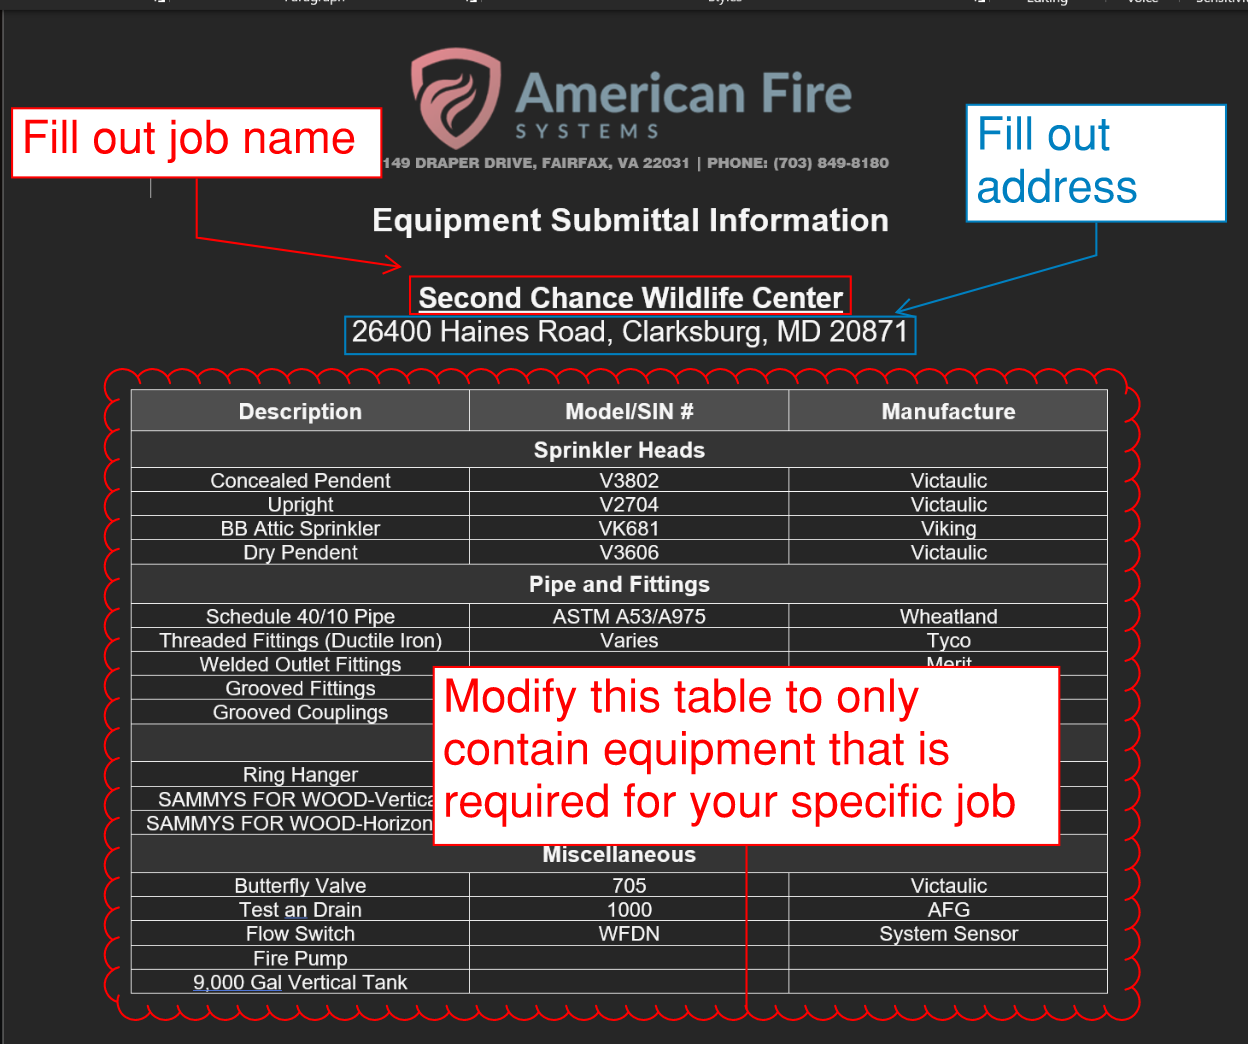 Fill out job name
American Fire
SYSTEMS
149 DRAPER DRIVE, FAIRFAX, VA 22031 | PHONE: (703) 849-8180
Fill out
address
Equipment Submittal Information
Second Chance Wildlife Center
26400 Haines Road, Clarksburg, MD 20871
Description Model/SIN # Manufacture
Sprinkler Heads
Concealed Pendent V3802 Victaulic
Upright V2704 Victaulic
BB Attic Sprinkler VK681 Viking
Dry Pendent V3606 Victaulic
Pipe and Fittings
Schedule 40/10 Pipe ASTM A53/A975 Wheatland
Threaded Fittings (Ductile Iron) Varies Tyco
Welded Outlet Fittings Merit
Grooved Fittings
Grooved Couplings
Modify this table to only
contain equipment that is
required for your specific job
Ring Hanger
SAMMYS FOR WOOD-Vertica
SAMMYS FOR WOOD-Horizon
Miscellaneous
Butterfly Valve 705 Victaulic
Test an Drain 1000 AFG
Flow Switch WFDN System Sensor
Fire Pump
9,000 Gal Vertical Tank